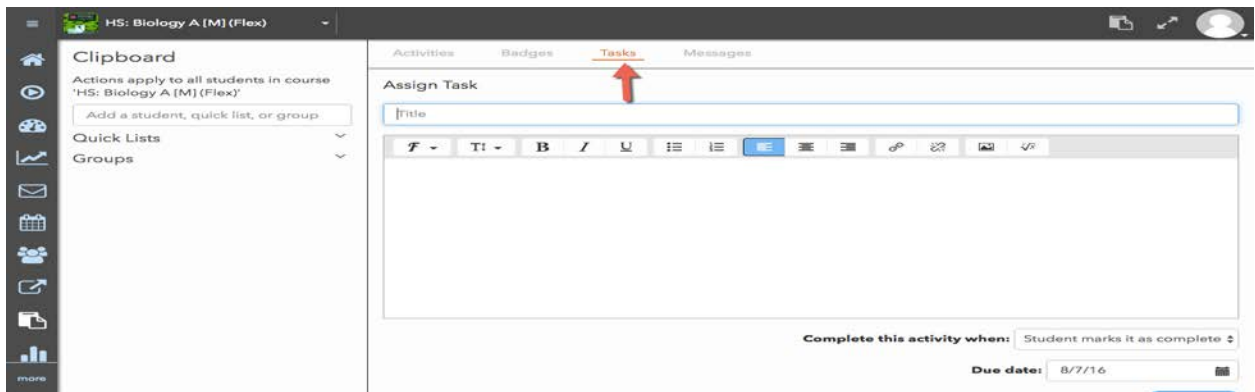 HS: Biology A [M] (Flex)
Clipboard
Actions apply to all students in course
'HS: Biology A [M] (Flex)'
Add a student, quick list, or group
Quick Lists
Groups
more
Activities Badges Tasks Messages
Assign Task
Title
F T B I U
Complete this activity when: Student marks it as complete
Due date: 8/7/16